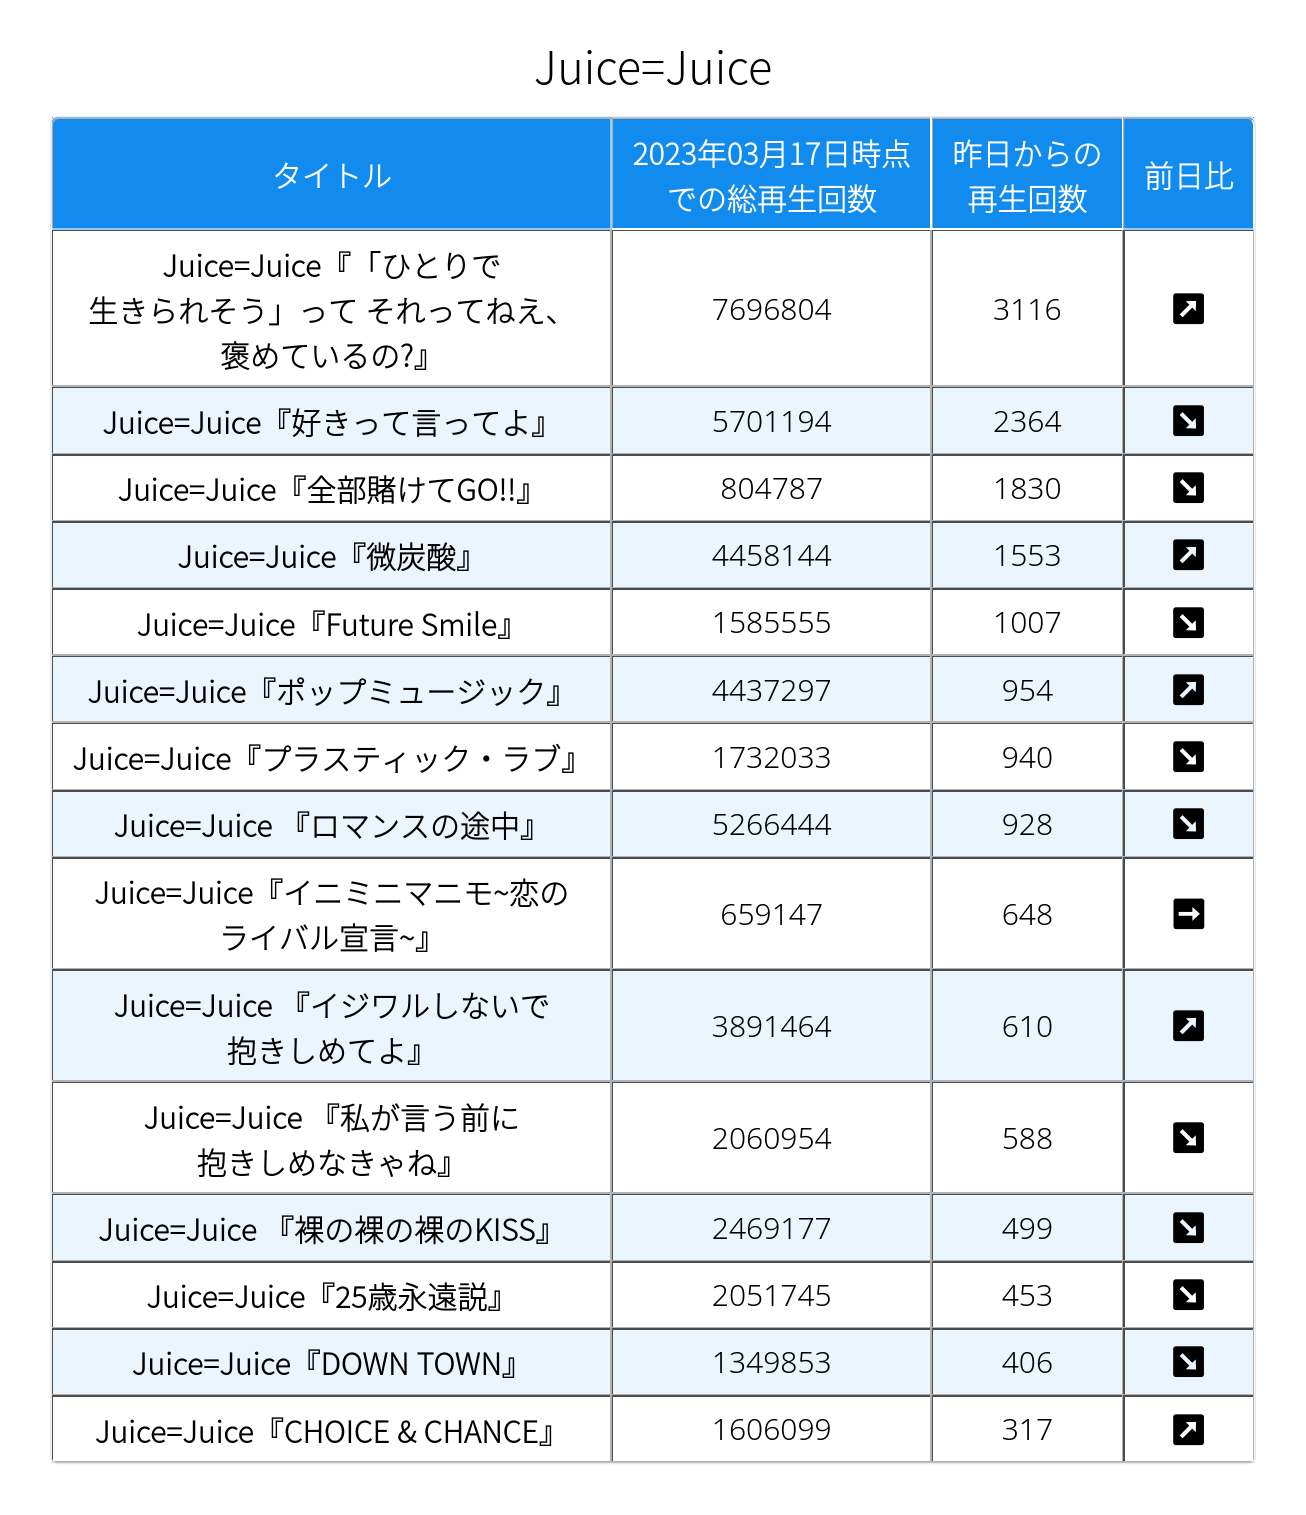 Juice=Juice
タイトル
2023年03月17日時点
での総再生回数
昨日からの
再生回数
前日比
Juice=Juice『「ひとりで
生きられそう」って それってねえ、
褒めているの?』
7696804
3116
Juice=Juice『好きって言ってよ』
5701194
2364
Juice=Juice『全部賭けてGO!!』
804787
1830
Juice=Juice『微炭酸』
4458144
1553
Juice=Juice『Future Smile』
1585555
1007
Juice=Juice『ポップミュージック』
4437297
954
Juice=Juice『プラスティック・ラブ』
1732033
940
Juice=Juice 『ロマンスの途中』
5266444
928
Juice=Juice『イニミニマニモ~恋の
ライバル宣言~』
659147
648
Juice=Juice 『イジワルしないで
抱きしめてよ』
3891464
610
Juice=Juice 『私が言う前に
抱きしめなきゃね』
2060954
588
Juice=Juice 『裸の裸の裸のKISS』
2469177
499
Juice=Juice『25歳永遠説』
2051745
453
Juice=Juice『DOWN TOWN』
1349853
406
Juice=Juice『CHOICE & CHANCE』
1606099
317